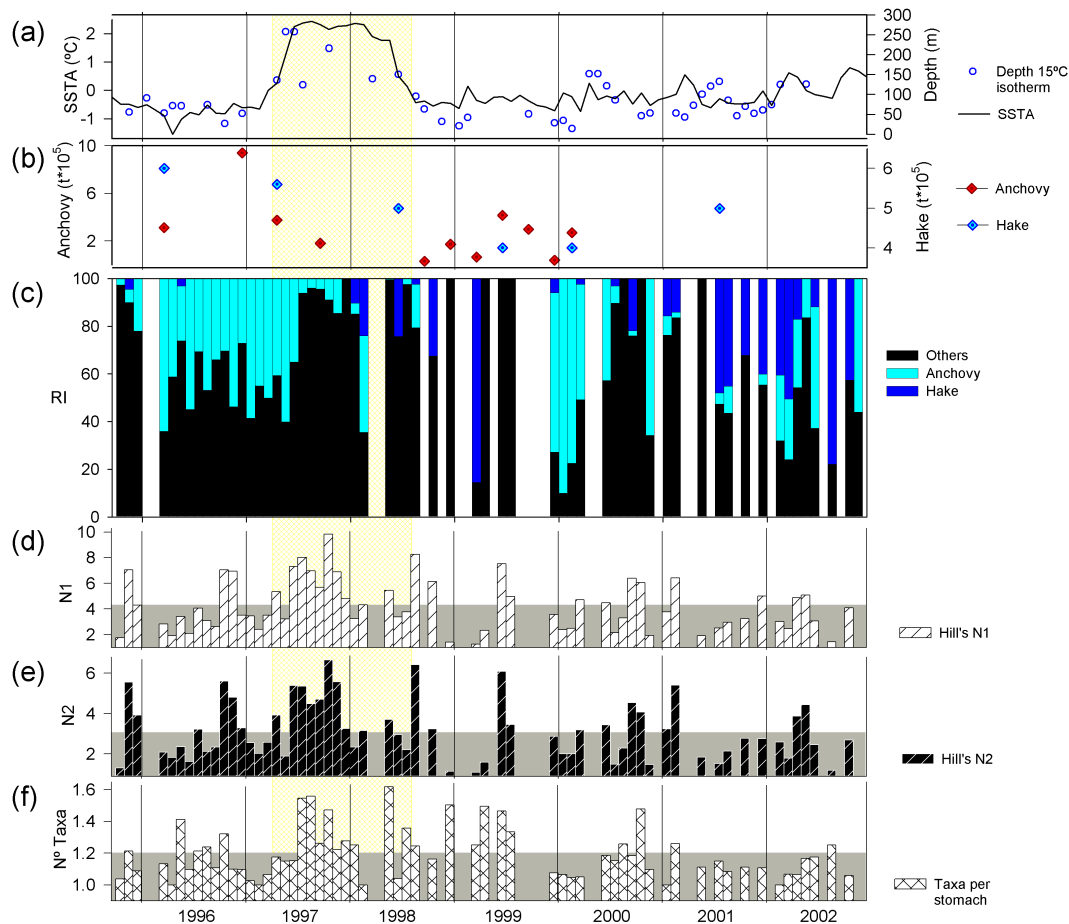 (a)
SSTA (ºC)
2
1
0
-1
300
250
200
150
100
50
0
Depth (m)
Depth 15ºC
isotherm
SSTA
(b)
Anchovy (t*10⁵)
10
6
2
6
5
4
Hake (t*10⁵)
Anchovy
Hake
(c)
RI
100
80
60
40
20
0
Others
Anchovy
Hake
(d)
N1
10
8
6
4
2
Hill's N1
(e)
N2
6
4
2
Hill's N2
(f)
Nº Taxa
1.6
1.4
1.2
1.0
Taxa per
stomach
1996 1997 1998 1999 2000 2001 2002